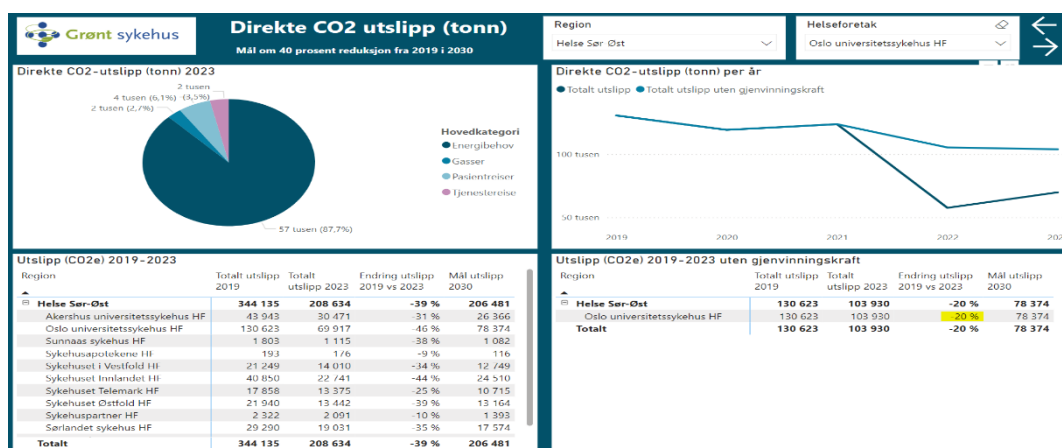 Grønt sykehus
Direkte CO2 utslipp (tonn)
Mål om 40 prosent reduksjon fra 2019 i 2030
Region
Helse Sør Øst
Helseforetak
Oslo universitetssykehus HF
Direkte CO2-utslipp (tonn) 2023
2 tusen
(3,5%)
4 tusen (6,1%)
2 tusen (2,7%)
57 tusen (87,7%)
Hovedkategori
Energibehov
Gasser
Pasientreiser
Tjenestereise
Direkte CO2-utslipp (tonn) per år
Totalt utslipp Totalt utslipp uten gjenvinningskraft
100 tusen
50 tusen
2019 2020 2021 2022 202
Utslipp (CO2e) 2019-2023
Region Totalt utslipp 2019 Totalt utslipp 2023 Endring utslipp 2019 vs 2023 Mål utslipp 2030
Helse Sør-Øst 344 135 208 634 -39 % 206 481
Akershus universitetssykehus HF 43 943 30 471 -31 % 26 366
Oslo universitetssykehus HF 130 623 69 917 -46 % 78 374
Sunnaas sykehus HF 1 803 1 115 -38 % 1 082
Sykehusapotekene HF 193 176 -9 % 116
Sykehuset i Vestfold HF 21 249 14 010 -34 % 12 749
Sykehuset Innlandet HF 40 850 22 741 -44 % 24 510
Sykehuset Telemark HF 17 858 13 375 -25 % 10 715
Sykehuset Østfold HF 21 940 13 442 -39 % 13 164
Sykehuspartner HF 2 322 2 091 -10 % 1 393
Sørlandet sykehus HF 29 290 19 031 -35 % 17 574
Totalt 344 135 208 634 -39 % 206 481
Utslipp (CO2e) 2019-2023 uten gjenvinningskraft
Region Totalt utslipp 2019 Totalt utslipp 2023 Endring utslipp 2019 vs 2023 Mål utslipp 2030
Helse Sør-Øst 130 623 103 930 -20 % 78 374
Oslo universitetssykehus HF 130 623 103 930 -20 % 78 374
Totalt 130 623 103 930 -20 % 78 374